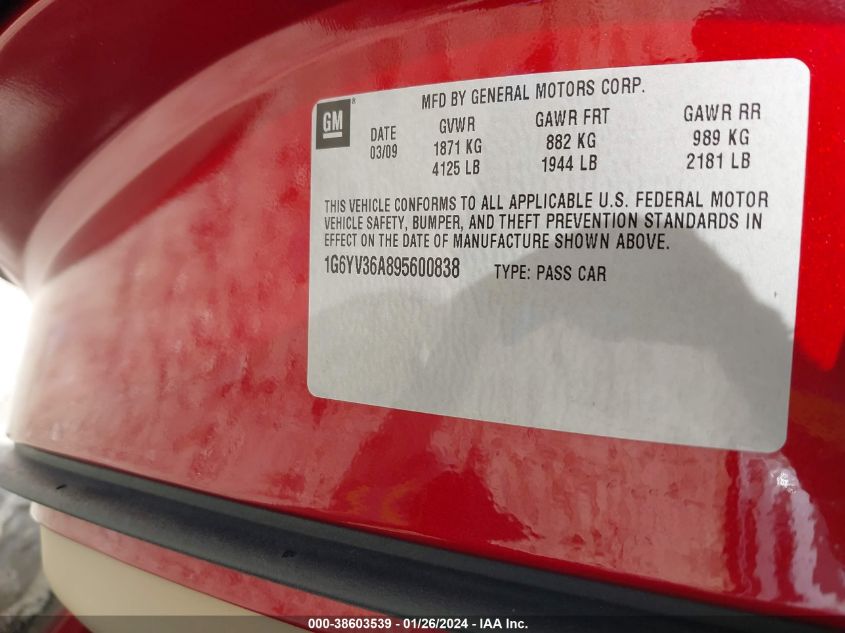 MFD BY GENERAL MOTORS CORP.
GM®
DATE GVWR GAWR FRT GAWR RR
03/09 1871 KG 882 KG 989 KG
4125 LB 1944 LB 2181 LB
THIS VEHICLE CONFORMS TO ALL APPLICABLE U.S. FEDERAL MOTOR
VEHICLE SAFETY, BUMPER, AND THEFT PREVENTION STANDARDS IN
EFFECT ON THE DATE OF MANUFACTURE SHOWN ABOVE.
1G6YV36A895600838 TYPE: PASS CAR
000-38603539 - 01/26/2024 - IAA Inc.